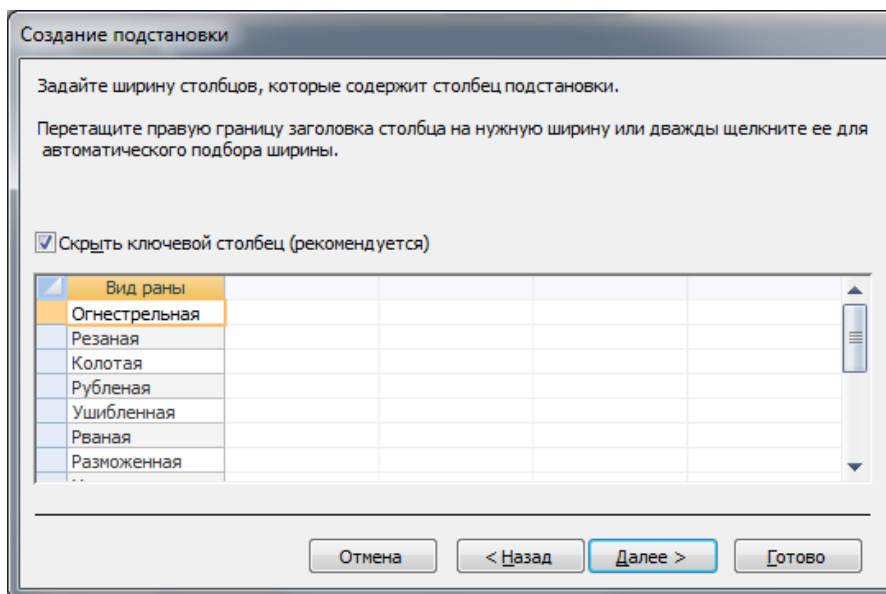 Создание подстановки
Задайте ширину столбцов, которые содержит столбец подстановки.
Перетащите правую границу заголовка столбца на нужную ширину или дважды щелкните ее для
автоматического подбора ширины.
Скрыть ключевой столбец (рекомендуется)
Вид раны
Огнестрельная
Резаная
Колотая
Рубленая
Ушибленная
Рваная
Разможенная
Отмена
< Назад
Далее >
Готово